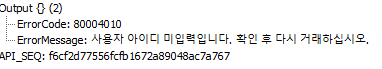 Output {} (2)
ErrorCode: 80004010
ErrorMessage: 사용자 아이디 미입력입니다. 확인 후 다시 거래하십시오.
API_SEQ: f6cf2d77556fcfb1672a89048ac7a767